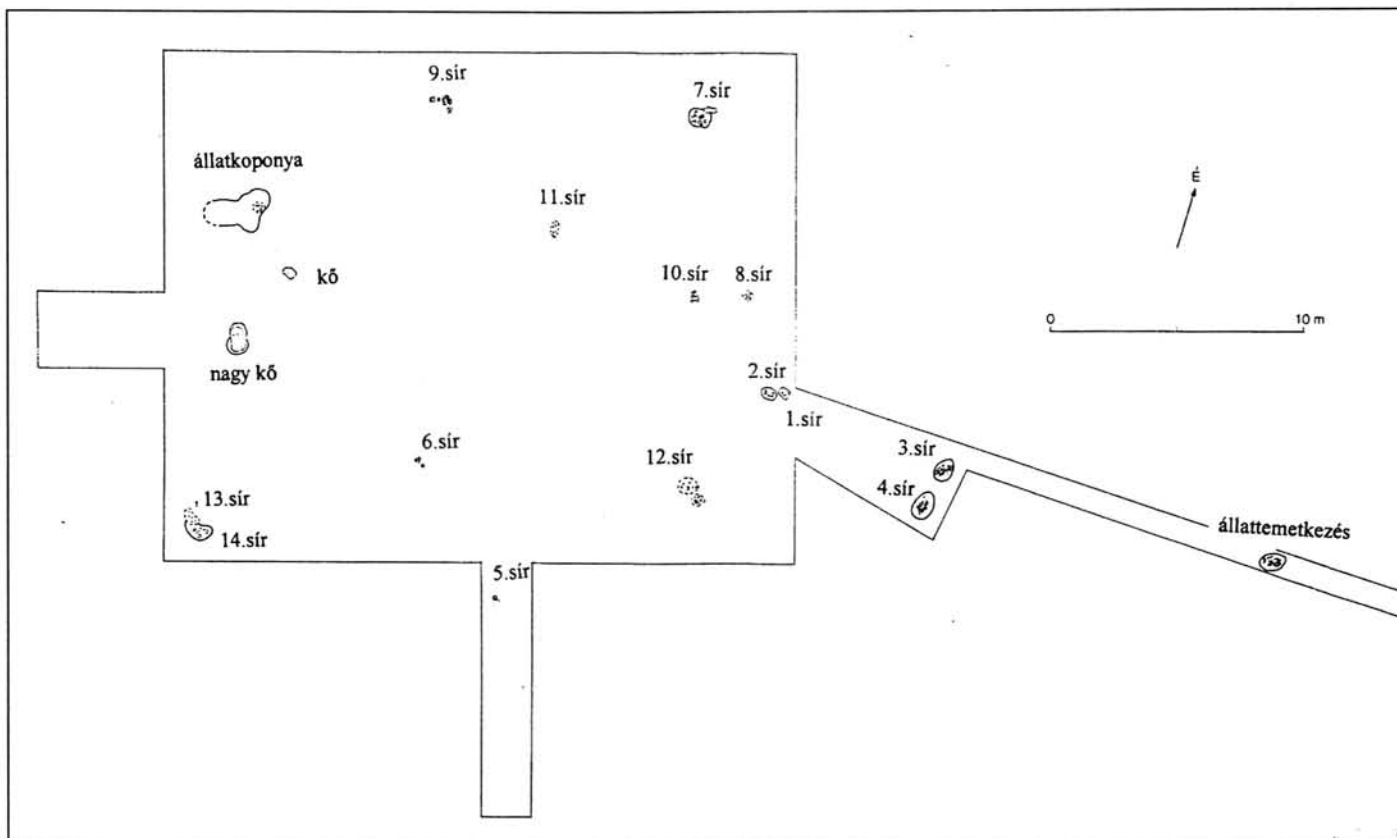 9.sír
7.sír
állatkoponya
É
11.sír
kő
10.sír
8.sír
0
10 m
nagy kő
2.sír
1.sír
6.sír
3.sír
12.sír
4.sír
13.sír
14.sír
állattemetkezés
5.sír